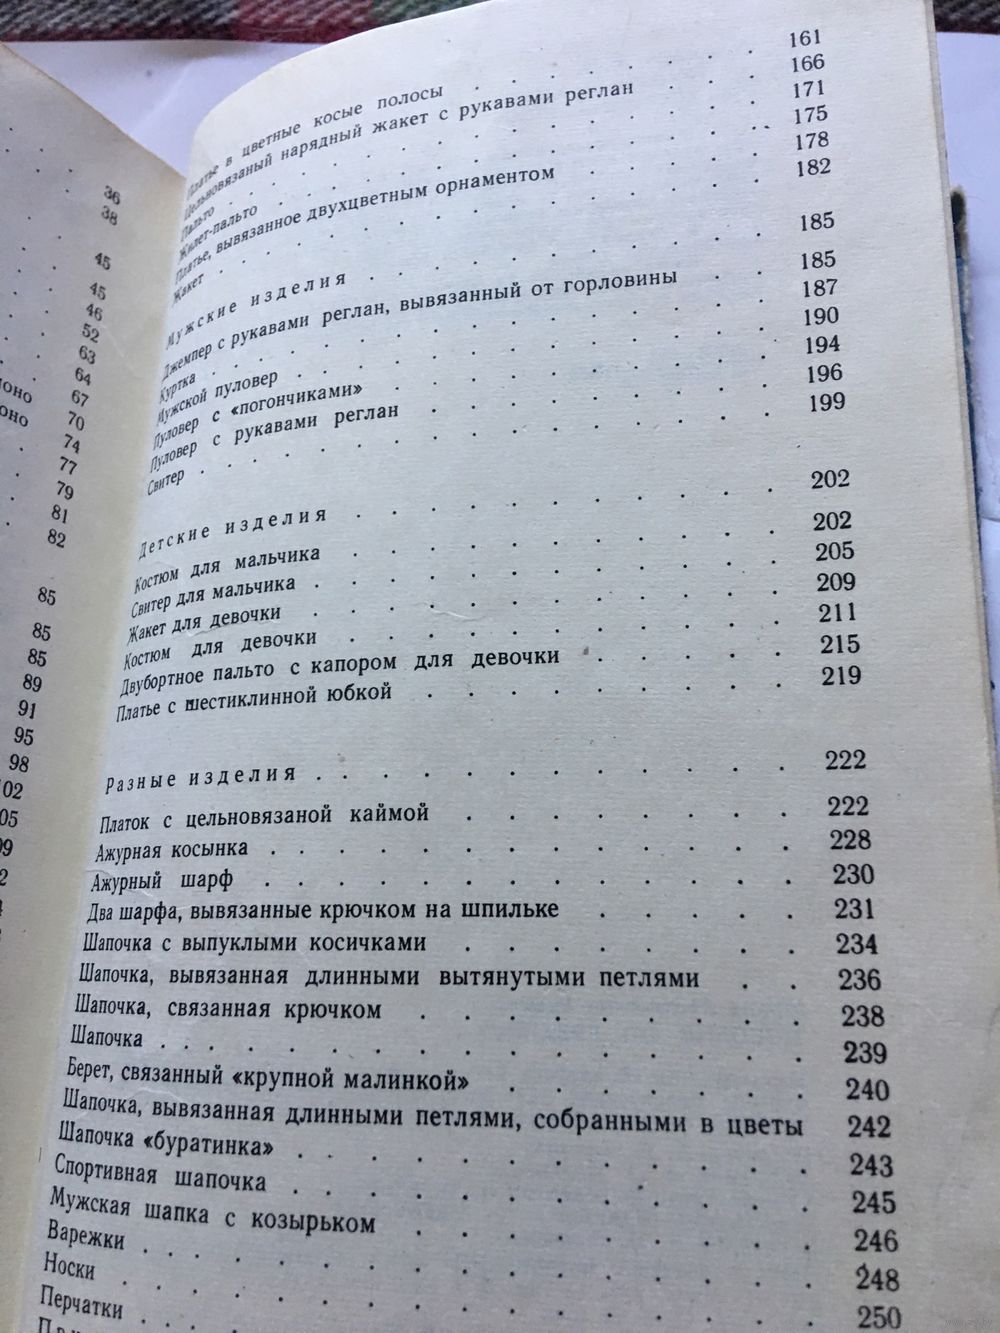 36
38
45
45
46
52
63
64
67
70
74
77
79
81
82
85
85
85
89
91
95
98
Платье в цветные косые полосы . . . . . . 161
Цельновязаный нарядный жакет с рукавами реглан . . . 166
Пальто . . . . . . . . . . 171
Жилет-пальто . . . . . . . . . 175
Платье, вывязанное двухцветным орнаментом . . . . 178
Жакет . . . . . . . . . . 182
Мужские изделия . . . . . . . . 185
Джемпер с рукавами реглан, вывязанный от горловины . . 185
Куртка . . . . . . . . . . 187
Мужской пуловер . . . . . . . . 190
Пуловер с «погончиками» . . . . . . . 194
Пуловер с рукавами реглан . . . . . . . 196
Свитер . . . . . . . . . . 199
Детские изделия . . . . . . . . 202
Костюм для мальчика . . . . . . . . 202
Свитер для мальчика . . . . . . . . 205
Жакет для девочки . . . . . . . . 209
Костюм для девочки . . . . . . . . 211
Двубортное пальто с капором для девочки . . . . . 215
Платье с шестиклинной юбкой . . . . . . . 219
Разные изделия . . . . . . . . . . . . 222
Платок с цельновязаной каймой . . . . . . . . 222
Ажурная косынка . . . . . . . . . . . . 228
Ажурный шарф . . . . . . . . . . . . 230
Два шарфа, вывязанные крючком на шпильке . . . . . 231
Шапочка с выпуклыми косичками . . . . . . . . 234
Шапочка, вывязанная длинными вытянутыми петлями . . 236
Шапочка, связанная крючком . . . . . . . . . 238
Шапочка . . . . . . . . . . . . . . . 239
Берет, связанный «крупной малинкой» . . . . . . . 240
Шапочка, вывязанная длинными петлями, собранными в цветы 242
Шапочка «буратинка» . . . . . . . . . . . 243
Спортивная шапочка . . . . . . . . . . . 245
Мужская шапка с козырьком . . . . . . . . . 246
Варежки . . . . . . . . . . . . . . 248
Носки . . . . . . . . . . . . . . 250
Перчатки